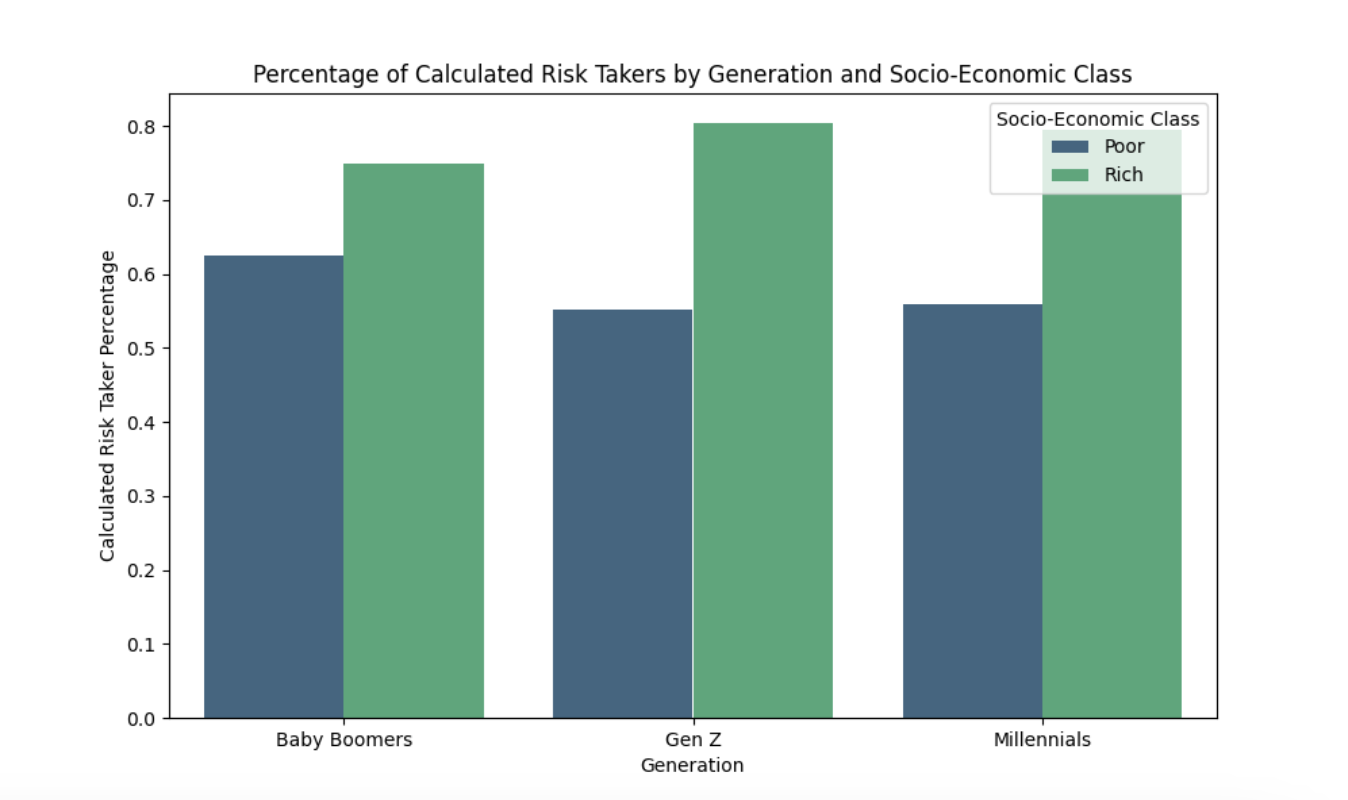 Percentage of Calculated Risk Takers by Generation and Socio-Economic Class
Socio-Economic Class
Poor
Rich
Calculated Risk Taker Percentage
0.8
0.7
0.6
0.5
0.4
0.3
0.2
0.1
0.0
Baby Boomers
Gen Z
Millennials
Generation